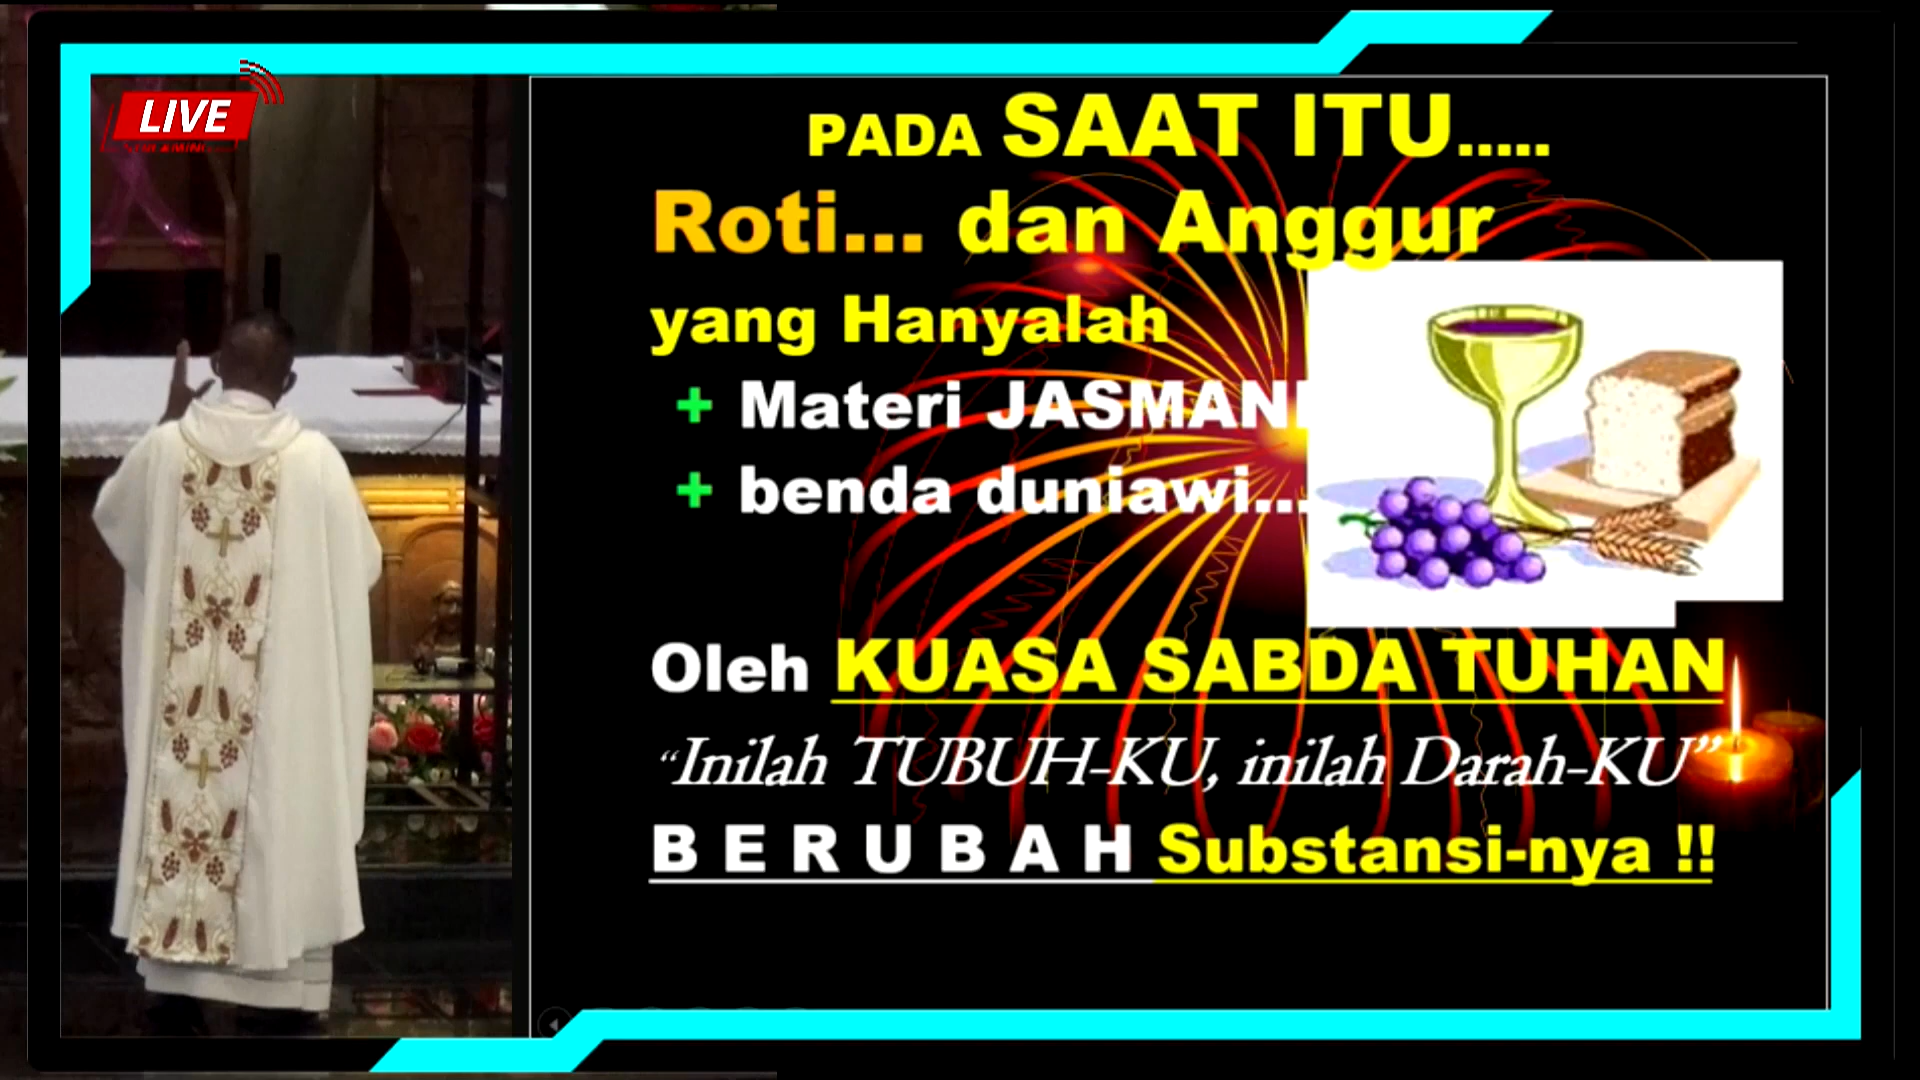 LIVE
PADA SAAT ITU.....
Roti... dan Anggur
yang Hanyalah
+ Materi JASMANI
+ benda duniawi...
Oleh KUASA SABDA TUHAN
“Inilah TUBUH-KU, inilah Darah-KU”
B E R U B A H Substansi-nya !!